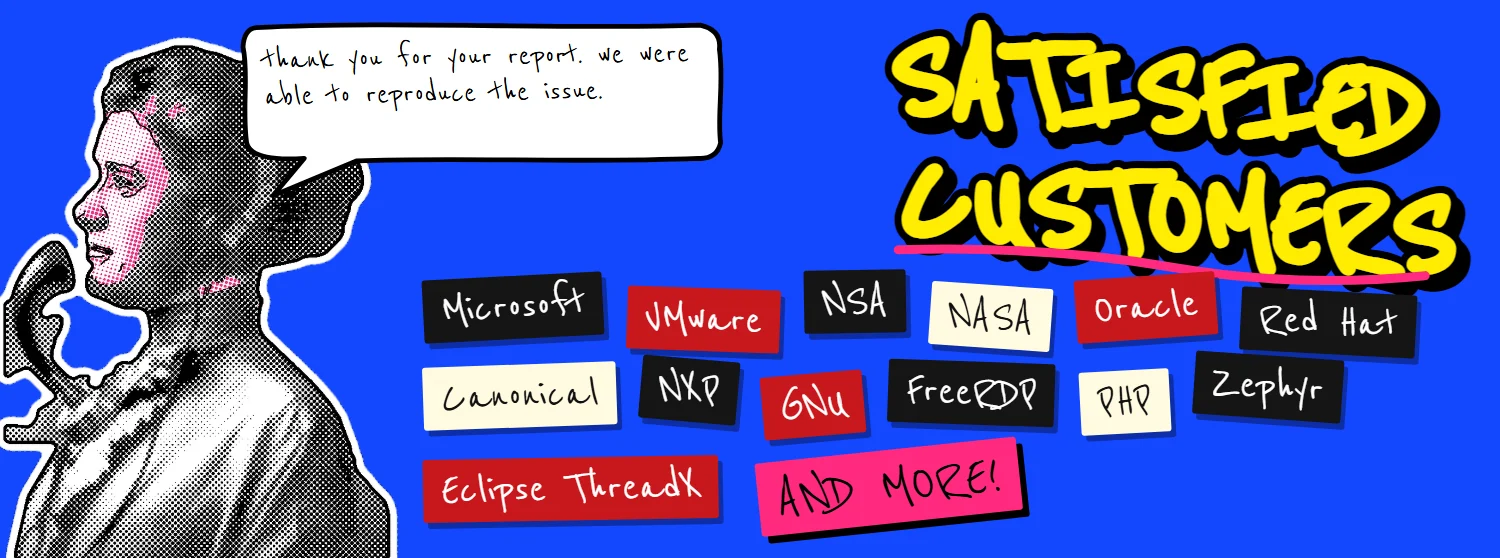 thank you for your report. we were
able to reproduce the issue.
SATISFIED
CUSTOMERS
Microsoft
VMware
NSA
NASA
Oracle
Red Hat
Canonical
NXP
GNU
FreeRDP
PHP
Zephyr
Eclipse ThreadX
AND MORE!